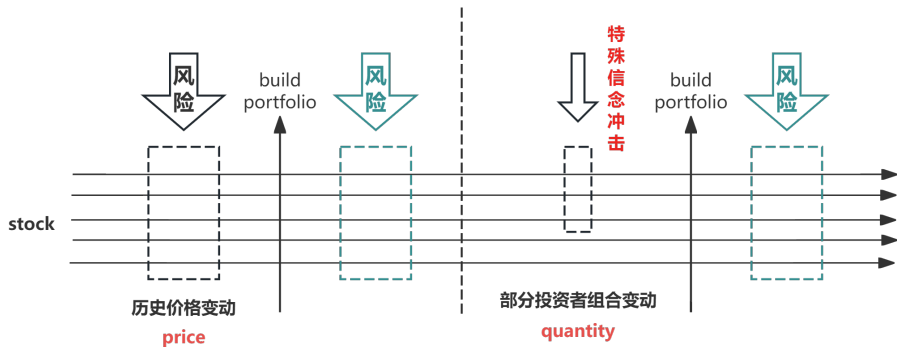 风险
build
portfolio
风险
特殊信念冲击
build
portfolio
风险
stock
历史价格变动
price
部分投资者组合变动
quantity